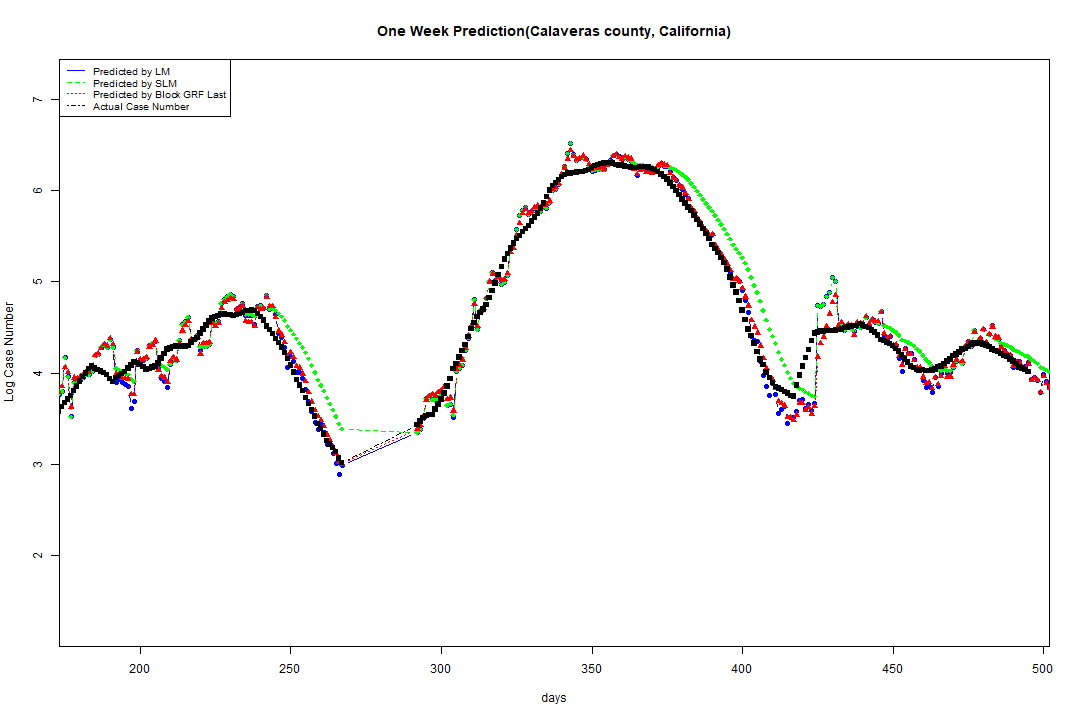 One Week Prediction(Calaveras county, California)
Predicted by LM
Predicted by SLM
Predicted by Block GRF Last
Actual Case Number
7
6
5
4
3
2
Log Case Number
200 250 300 350 400 450 500
days